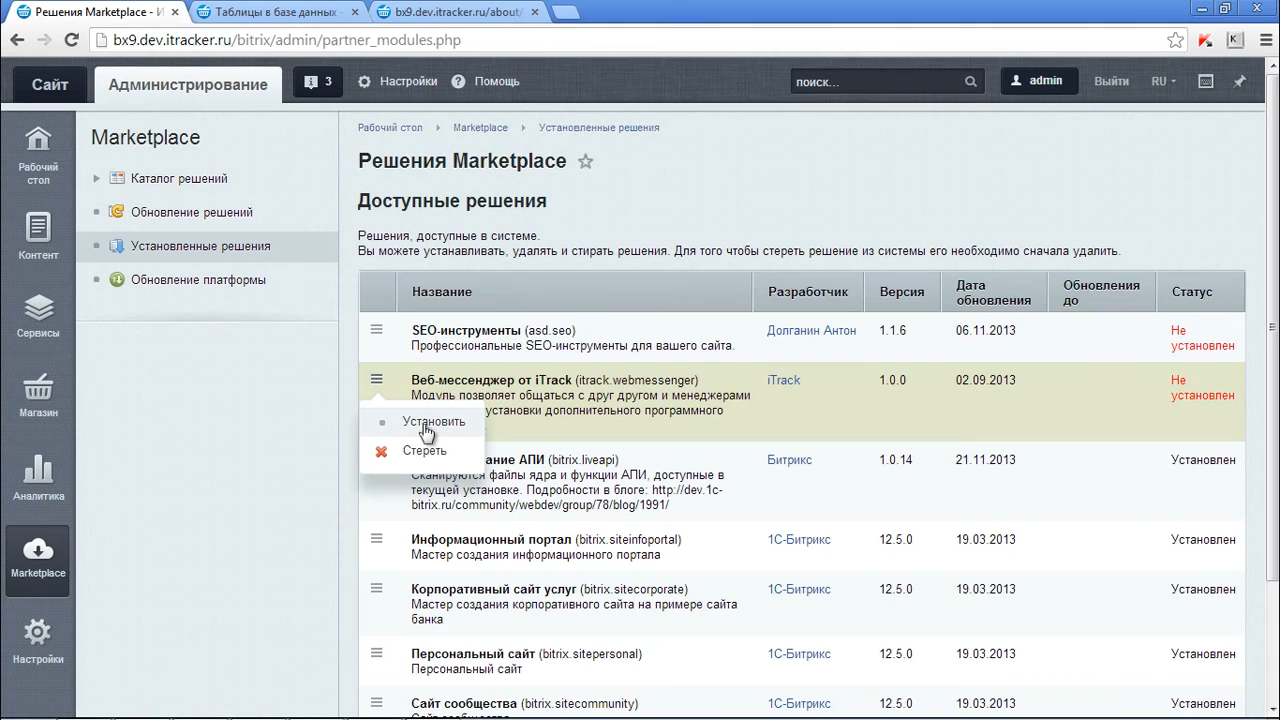 Решения Marketplace - И
Таблицы в базе данных -
bx9.dev.itracker.ru/about/
bx9.dev.itracker.ru/bitrix/admin/partner_modules.php
Сайт
Администрирование
3
Настройки
Помощь
поиск...
admin
Выйти
RU
Рабочий стол
Контент
Сервисы
Магазин
Аналитика
Marketplace
Настройки
Marketplace
Каталог решений
Обновление решений
Установленные решения
Обновление платформы
Рабочий стол Marketplace Установленные решения
Решения Marketplace
Доступные решения
Решения, доступные в системе.
Вы можете устанавливать, удалять и стирать решения. Для того чтобы стереть решение из системы его необходимо сначала удалить.
Название Разработчик Версия Дата обновления Обновления до Статус
SEO-инструменты (asd.seo) Долганин Антон 1.1.6 06.11.2013 Не установлен
Профессиональные SEO-инструменты для вашего сайта.
Веб-мессенджер от iTrack (itrack.webmessenger) iTrack 1.0.0 02.09.2013 Не установлен
Модуль позволяет общаться с друг другом и менеджерами
установки дополнительного программного
Установить
Стереть
ание АПИ (bitrix.liveapi) Битрикс 1.0.14 21.11.2013 Установлен
Сканируются файлы ядра и функции АПИ, доступные в
текущей установке. Подробности в блоге: http://dev.1c-
bitrix.ru/community/webdev/group/78/blog/1991/
Информационный портал (bitrix.siteinfoportal) 1С-Битрикс 12.5.0 19.03.2013 Установлен
Мастер создания информационного портала
Корпоративный сайт услуг (bitrix.sitecorporate) 1С-Битрикс 12.5.0 19.03.2013 Установлен
Мастер создания корпоративного сайта на примере сайта
банка
Персональный сайт (bitrix.sitepersonal) 1С-Битрикс 12.5.0 19.03.2013 Установлен
Персональный сайт
Сайт сообщества (bitrix.sitecommunity) 1С-Битрикс 12.5.0 19.03.2013 Установлен